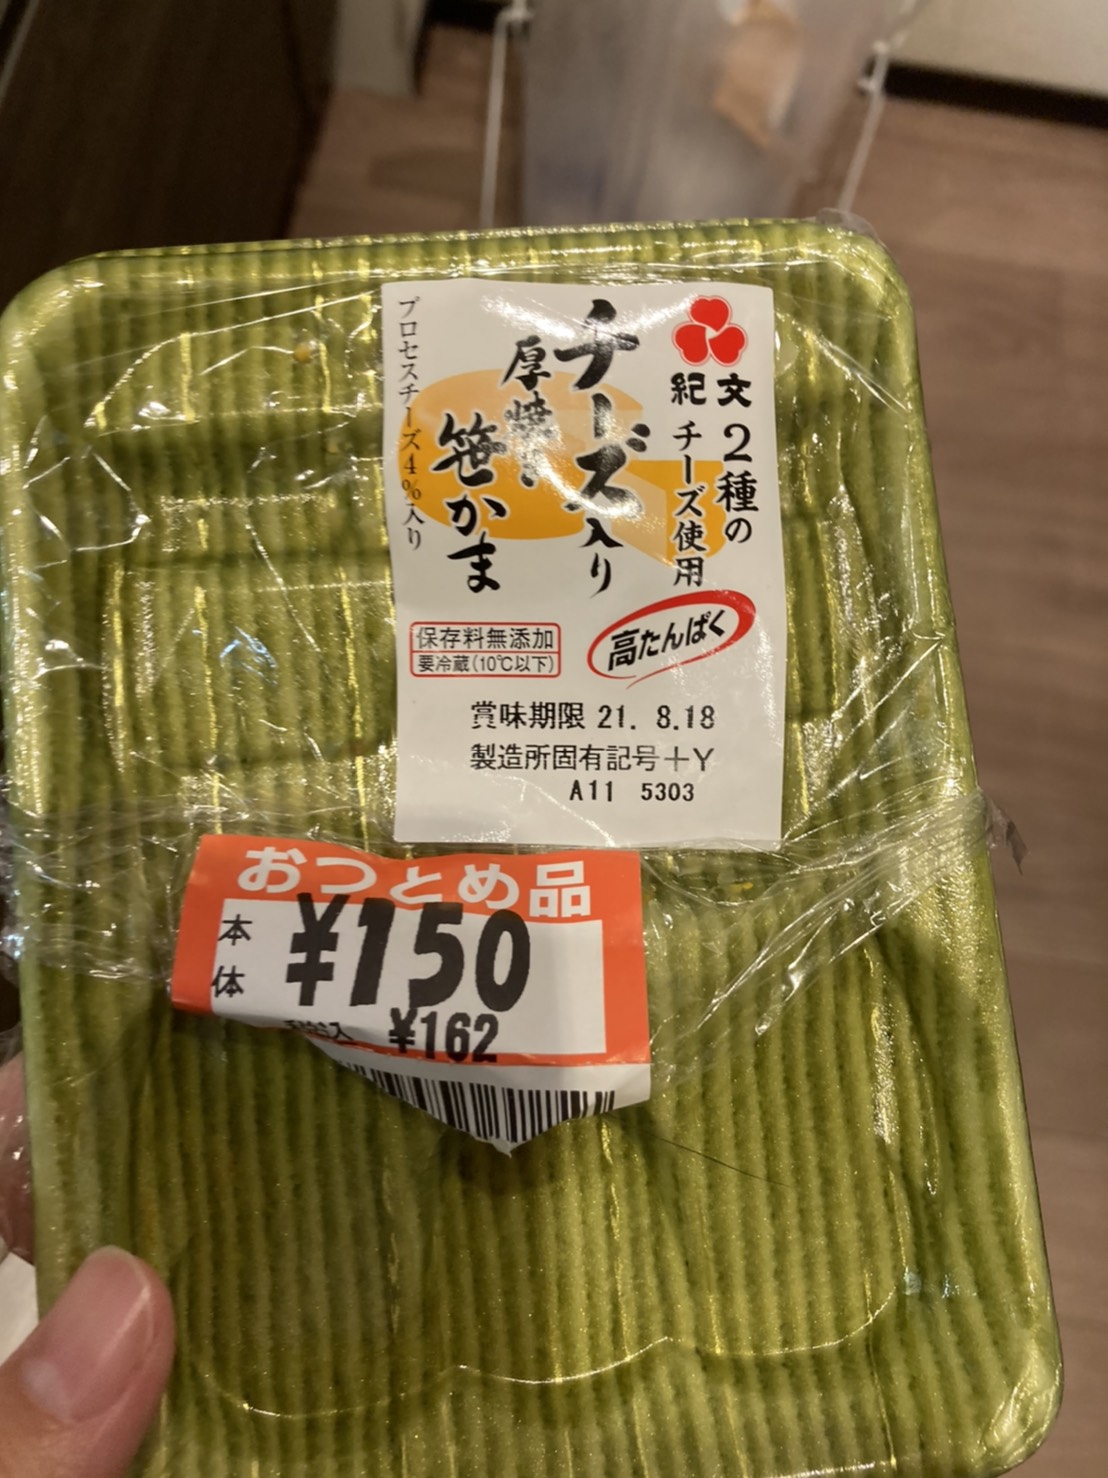 紀文
2種の
チーズ使用
チーズ入り
厚焼き
笹かま
プロセスチーズ4%入り
高たんぱく
保存料無添加
要冷蔵(10℃以下)
賞味期限 21. 8.18
製造所固有記号+Y
A11 5303
おつとめ品
本体 ¥150
税込 ¥162